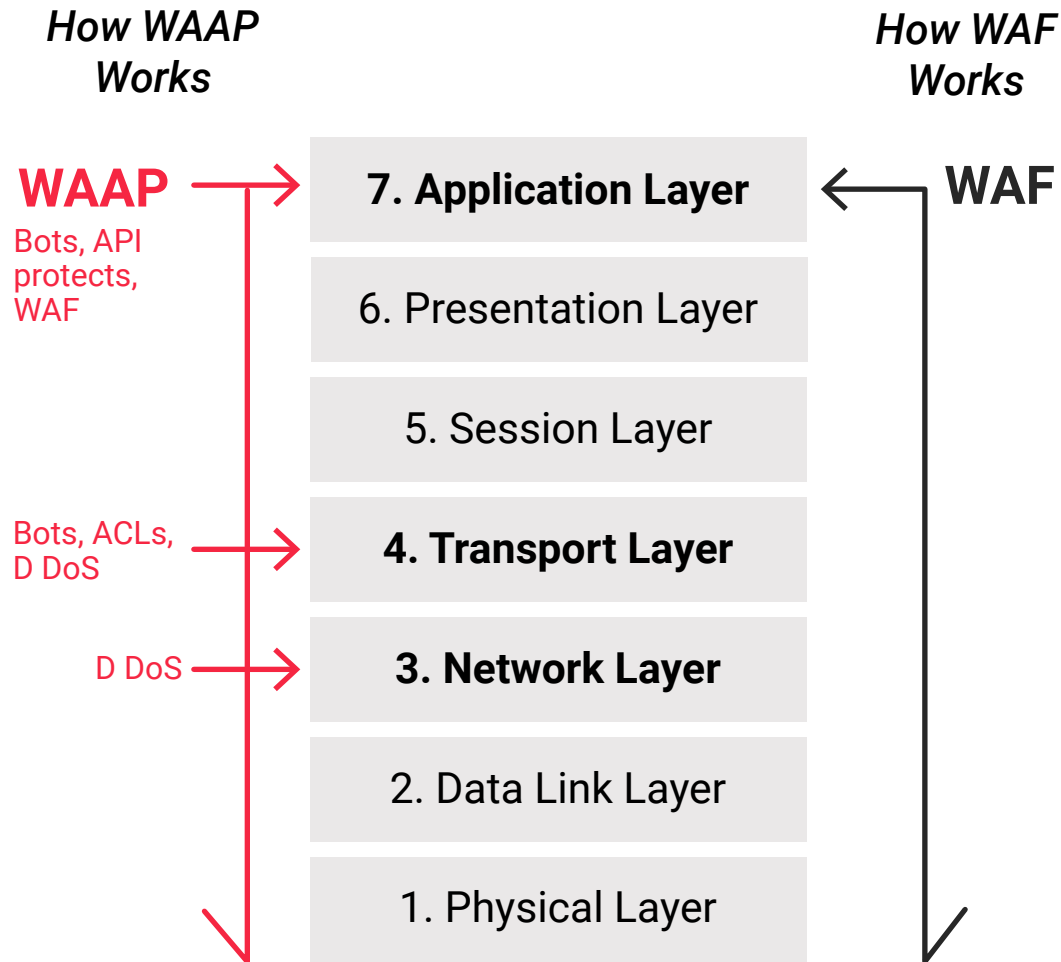 How WAAP
Works
How WAF
Works
WAAP
Bots, API
protects,
WAF
7. Application Layer
WAF
6. Presentation Layer
5. Session Layer
Bots, ACLs,
D DoS
4. Transport Layer
D DoS
3. Network Layer
2. Data Link Layer
1. Physical Layer